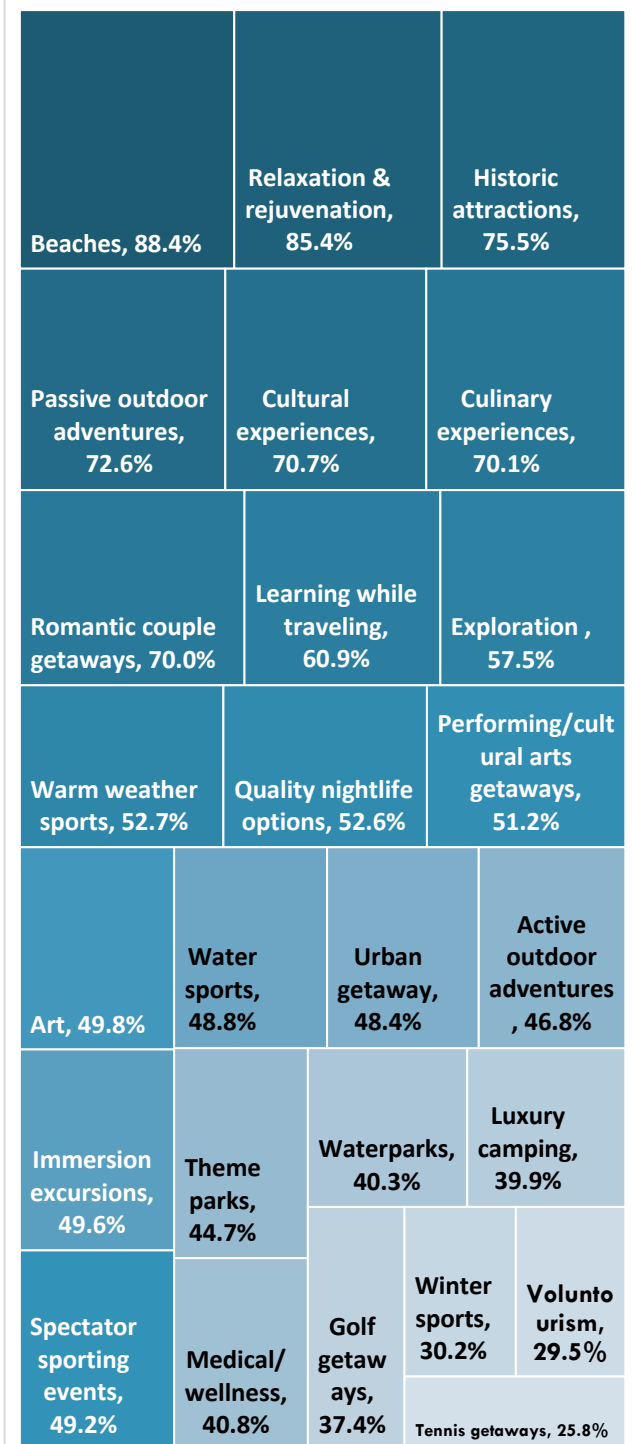 Beaches, 88.4%
Relaxation &
rejuvenation,
85.4%
Historic
attractions,
75.5%
Passive outdoor
adventures,
72.6%
Cultural
experiences,
70.7%
Culinary
experiences,
70.1%
Romantic couple
getaways, 70.0%
Learning while
traveling,
60.9%
Exploration ,
57.5%
Warm weather
sports, 52.7%
Quality nightlife
options, 52.6%
Performing/cult
ural arts
getaways,
51.2%
Art, 49.8%
Water
sports,
48.8%
Urban
getaway,
48.4%
Active
outdoor
adventures
, 46.8%
Immersion
excursions,
49.6%
Theme
parks,
44.7%
Waterparks,
40.3%
Luxury
camping,
39.9%
Spectator
sporting
events,
49.2%
Medical/
wellness,
40.8%
Golf
getaw
ays,
37.4%
Winter
sports,
30.2%
Volunto
urism,
29.5%
Tennis getaways, 25.8%